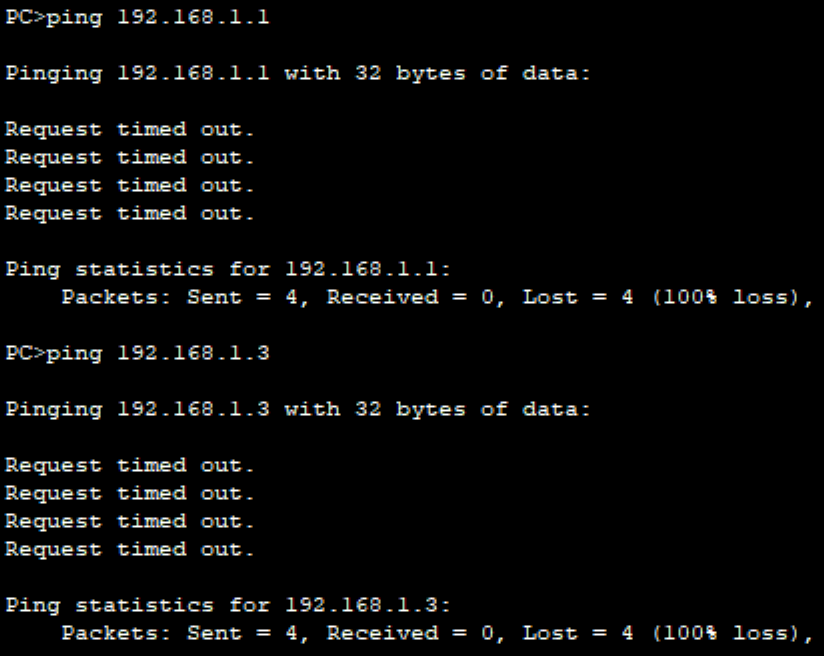 PC>ping 192.168.1.1
Pinging 192.168.1.1 with 32 bytes of data:
Request timed out.
Request timed out.
Request timed out.
Request timed out.
Ping statistics for 192.168.1.1:
Packets: Sent = 4, Received = 0, Lost = 4 (100% loss),
PC>ping 192.168.1.3
Pinging 192.168.1.3 with 32 bytes of data:
Request timed out.
Request timed out.
Request timed out.
Request timed out.
Ping statistics for 192.168.1.3:
Packets: Sent = 4, Received = 0, Lost = 4 (100% loss),